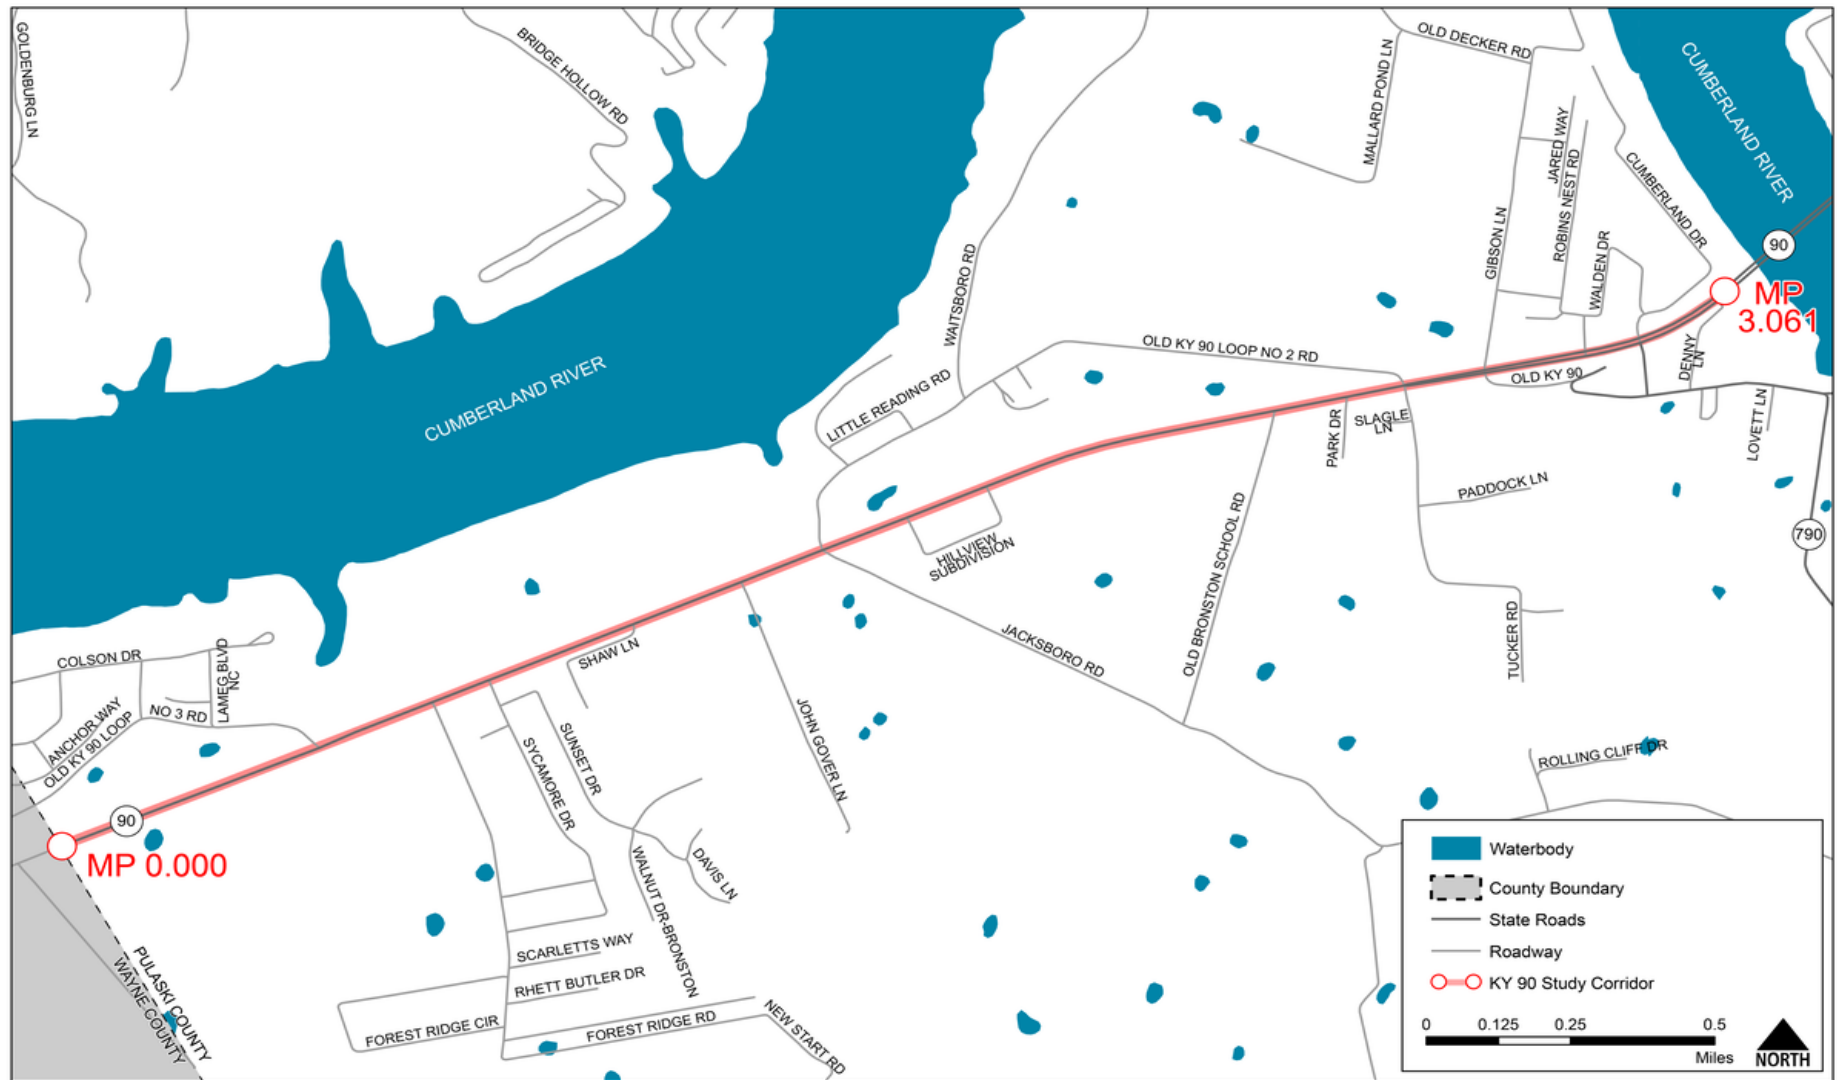 GOLDENBURG LN
BRIDGE HOLLOW RD
OLD DECKER RD
MALLARD POND LN
CUMBERLAND RIVER
JARED WAY
ROBINS NEST RD
CUMBERLAND DR
GIBSON LN
WALDEN DR
90
MP
3.061
WAITSBORO RD
OLD KY 90 LOOP NO 2 RD
DENNY
LN
OLD KY 90
LITTLE READING RD
CUMBERLAND RIVER
PARK DR
SLAGLE
LN
LOVETT LN
PADDOCK LN
790
OLD BRONSTON SCHOOL RD
HILLVIEW
SUBDIVISION
JACKSBORO RD
TUCKER RD
COLSON DR
LAMEG BLVD
NC
SHAW LN
ANCHOR WAY
NO 3 RD
OLD KY 90 LOOP
JOHN GOVER LN
SUNSET DR
SYCAMORE DR
ROLLING CLIFF DR
90
MP 0.000
DAVIS LN
WALNUT DR-BRONSTON
SCARLETTS WAY
RHETT BUTLER DR
FOREST RIDGE CIR
FOREST RIDGE RD
NEW START RD
PULASKI COUNTY
WAYNE COUNTY
Waterbody
County Boundary
State Roads
Roadway
KY 90 Study Corridor
0 0.125 0.25 0.5
Miles
NORTH